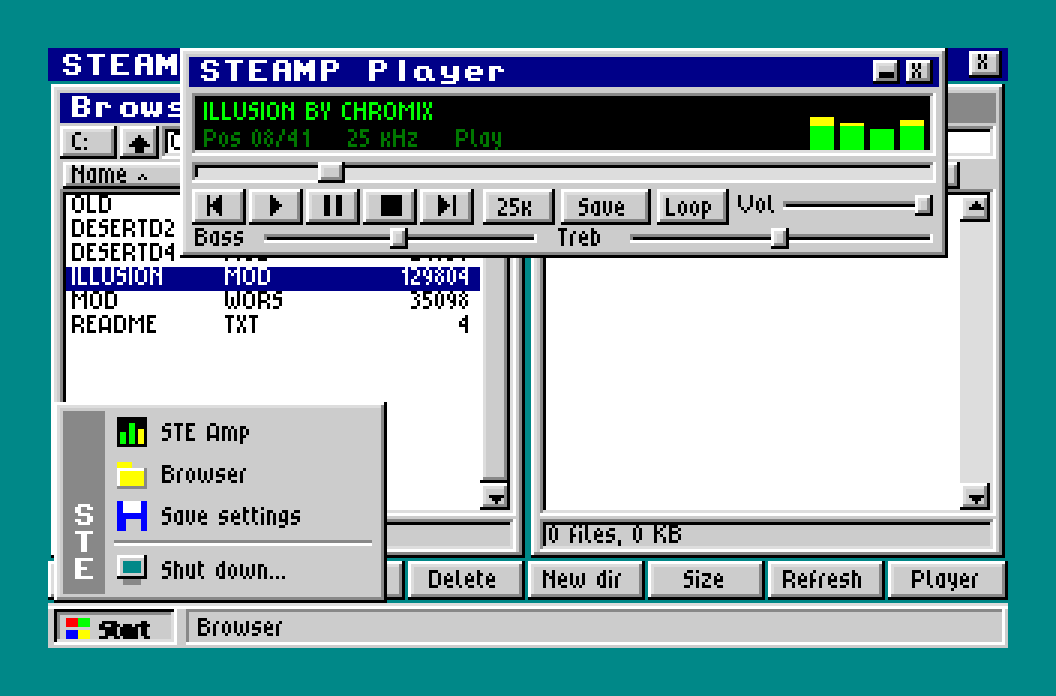 STEAM
X
STEAMP Player
X
ILLUSION BY CHROMIX
Pos 08/41 25 kHz Play
Brows
C:
Name
25K Save Loop Vol
Bass Treb
OLD
DESERTD2
DESERTD4
ILLUSION MOD 129804
MOD WORS 35098
README TXT 4
STE
STE Amp
Browser
Save settings
Shut down...
0 files, 0 KB
Delete New dir Size Refresh Player
Start Browser